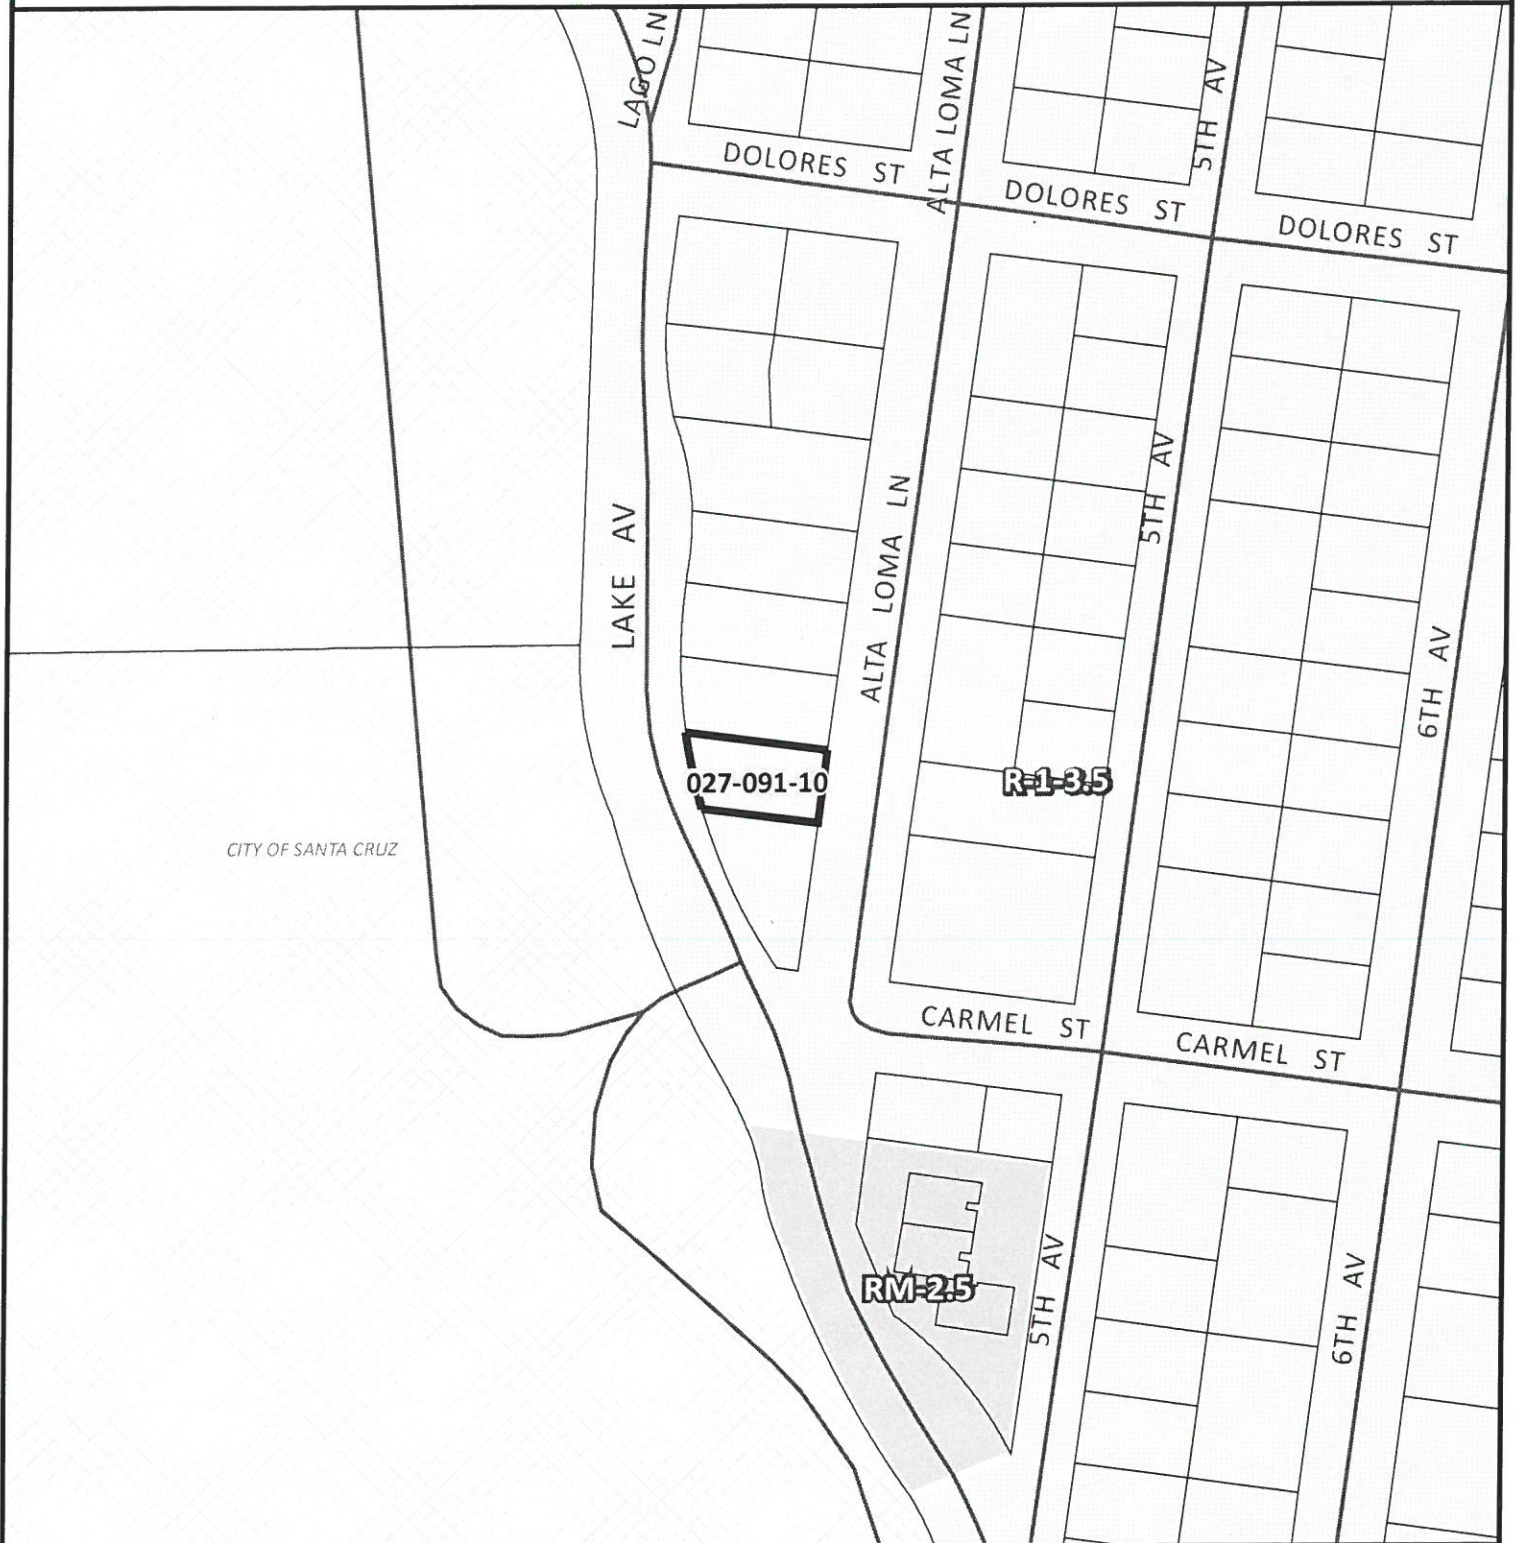 LAGO LN
ALTA LOMA LN
5TH AV
DOLORES ST
DOLORES ST
DOLORES ST
LAKE AV
ALTA LOMA LN
5TH AV
6TH AV
027-091-10
R-1-3.5
CITY OF SANTA CRUZ
CARMEL ST
CARMEL ST
RM-2.5
5TH AV
6TH AV